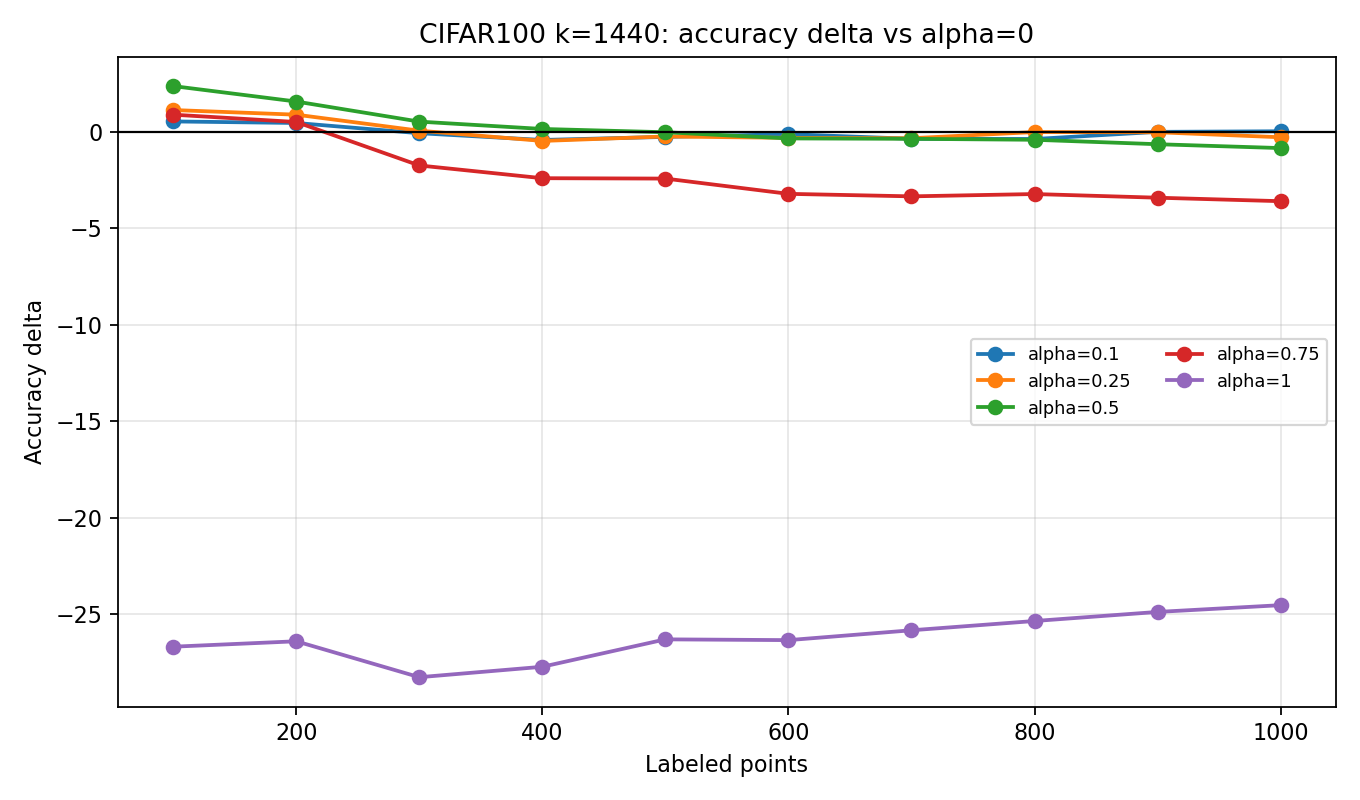 CIFAR100 k=1440: accuracy delta vs alpha=0
Accuracy delta
0
−5
−10
−15
−20
−25
alpha=0.1
alpha=0.25
alpha=0.5
alpha=0.75
alpha=1
200
400
600
800
1000
Labeled points